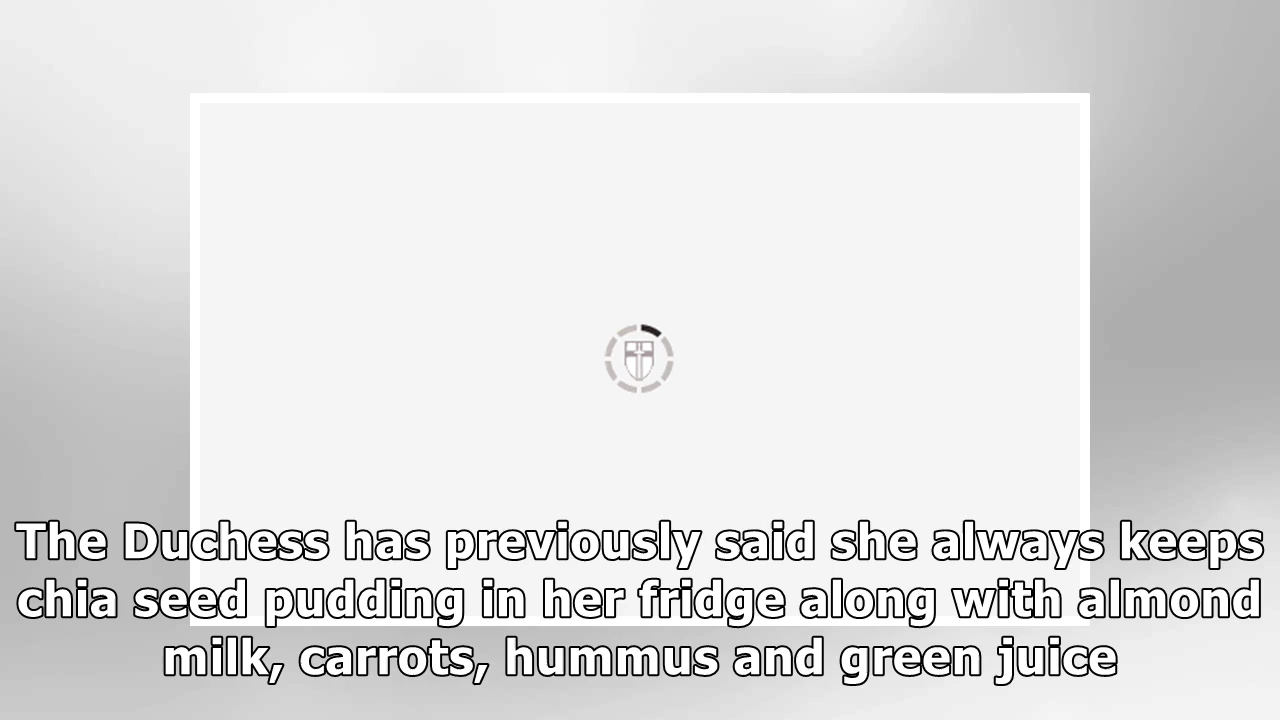 The Duchess has previously said she always keeps
chia seed pudding in her fridge along with almond
milk, carrots, hummus and green juice